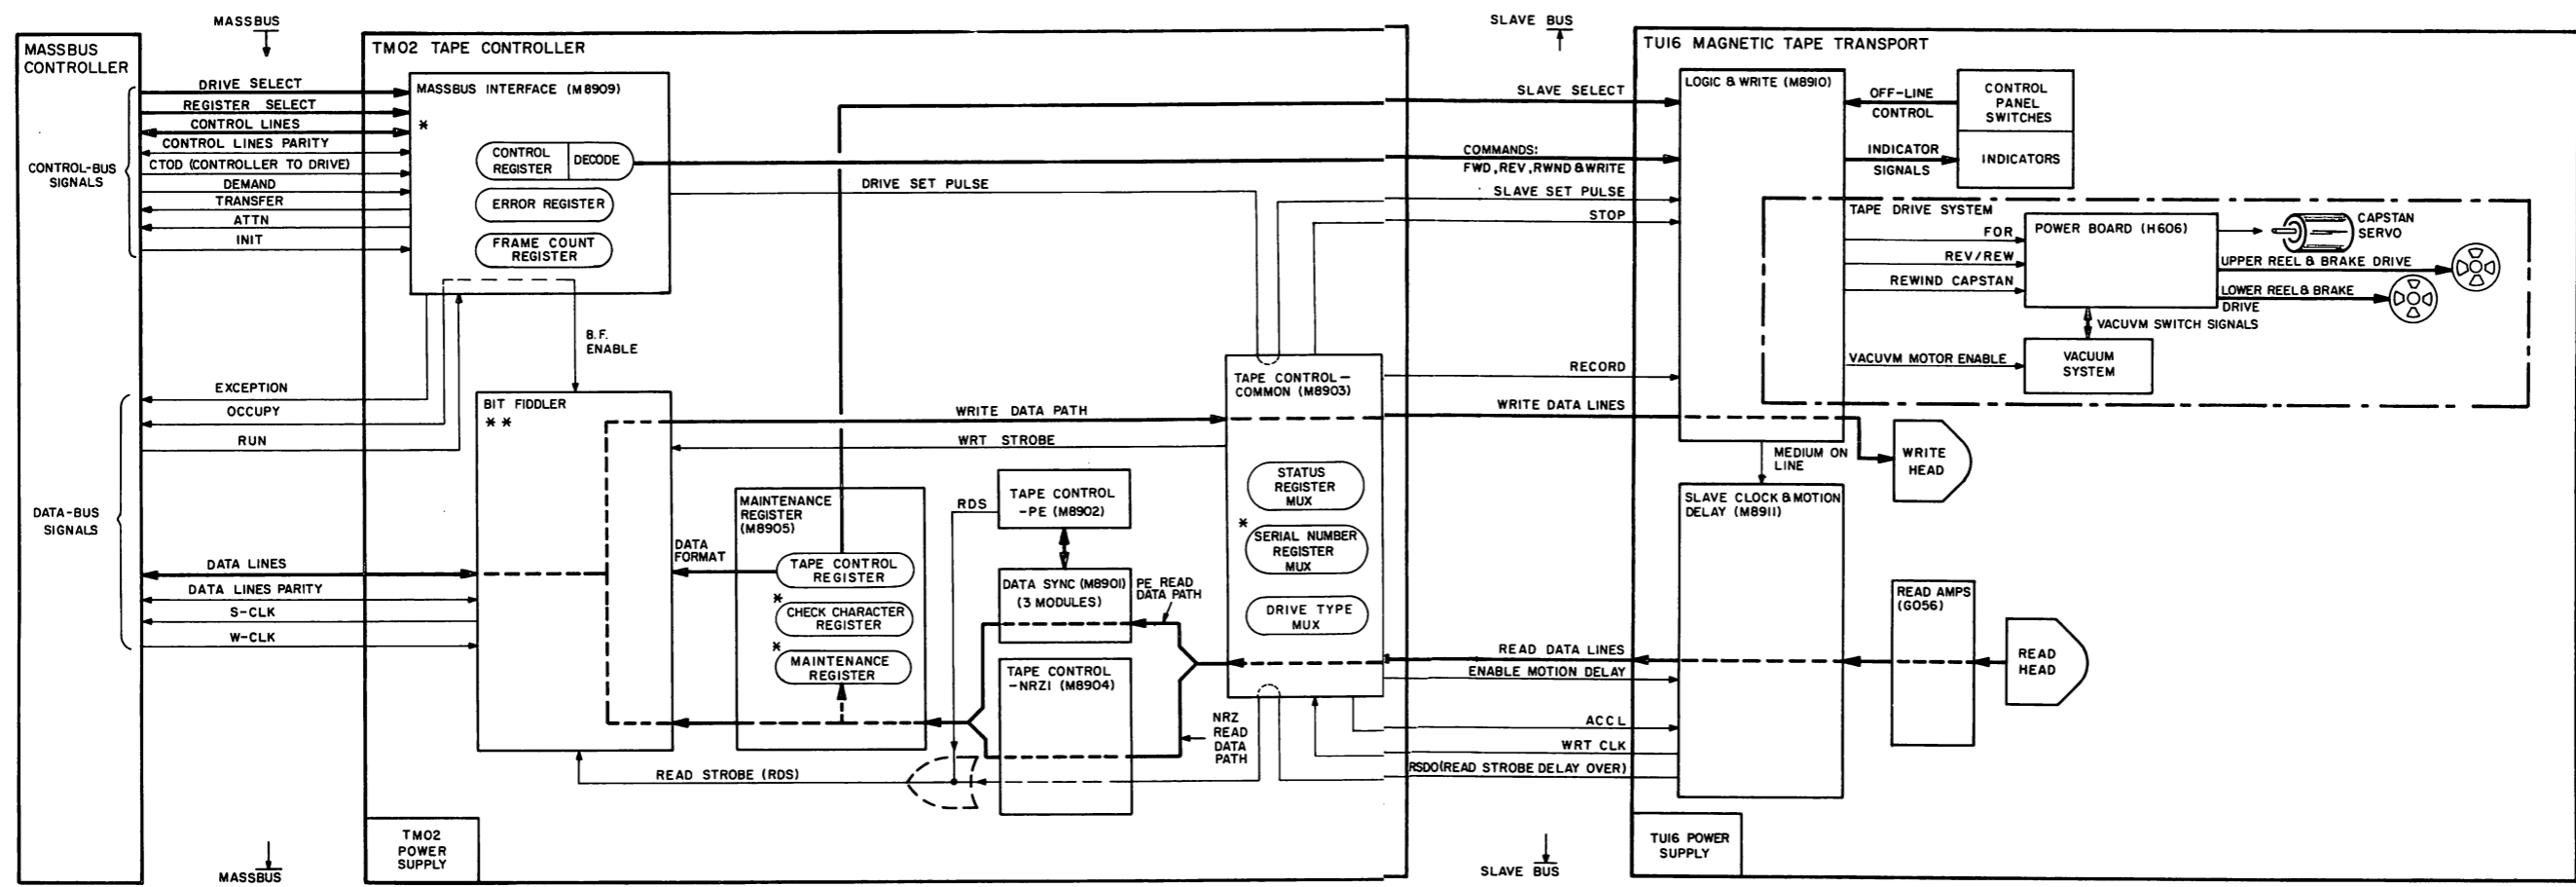 MASSBUS
SLAVE BUS
MASSBUS
CONTROLLER
TM02 TAPE CONTROLLER
TU16 MAGNETIC TAPE TRANSPORT
DRIVE SELECT
REGISTER SELECT
CONTROL LINES
CONTROL LINES PARITY
CTOD (CONTROLLER TO DRIVE)
DEMAND
TRANSFER
ATTN
INIT
CONTROL-BUS
SIGNALS
MASSBUS INTERFACE (M8909)
*
CONTROL
REGISTER
DECODE
ERROR REGISTER
FRAME COUNT
REGISTER
DRIVE SET PULSE
B.F.
ENABLE
SLAVE SELECT
COMMANDS:
FWD, REV, RWND & WRITE
SLAVE SET PULSE
STOP
LOGIC & WRITE (M8910)
OFF-LINE
CONTROL
CONTROL
PANEL
SWITCHES
INDICATOR
SIGNALS
INDICATORS
TAPE DRIVE SYSTEM
FOR
REV/REW
REWIND CAPSTAN
POWER BOARD (H606)
CAPSTAN
SERVO
UPPER REEL & BRAKE DRIVE
LOWER REEL & BRAKE
DRIVE
VACUVM SWITCH SIGNALS
VACUVM MOTOR ENABLE
VACUUM
SYSTEM
EXCEPTION
OCCUPY
RUN
DATA-BUS
SIGNALS
DATA LINES
DATA LINES PARITY
S-CLK
W-CLK
BIT FIDDLER
* *
WRITE DATA PATH
WRT STROBE
TAPE CONTROL-
COMMON (M8903)
STATUS
REGISTER
MUX
*
SERIAL NUMBER
REGISTER
MUX
DRIVE TYPE
MUX
RECORD
WRITE DATA LINES
MEDIUM ON
LINE
WRITE
HEAD
MAINTENANCE
REGISTER
(M8905)
DATA
FORMAT
TAPE CONTROL
REGISTER
*
CHECK CHARACTER
REGISTER
*
MAINTENANCE
REGISTER
RDS
TAPE CONTROL
-PE (M8902)
DATA SYNC (M8901)
(3 MODULES)
PE READ
DATA PATH
TAPE CONTROL
-NRZI (M8904)
NRZ
READ
DATA
PATH
READ STROBE (RDS)
READ DATA LINES
ENABLE MOTION DELAY
ACCL
WRT CLK
RSDO(READ STROBE DELAY OVER)
SLAVE CLOCK & MOTION
DELAY (M8911)
READ AMPS
(G056)
READ
HEAD
TM02
POWER
SUPPLY
TU16 POWER
SUPPLY
MASSBUS
SLAVE BUS